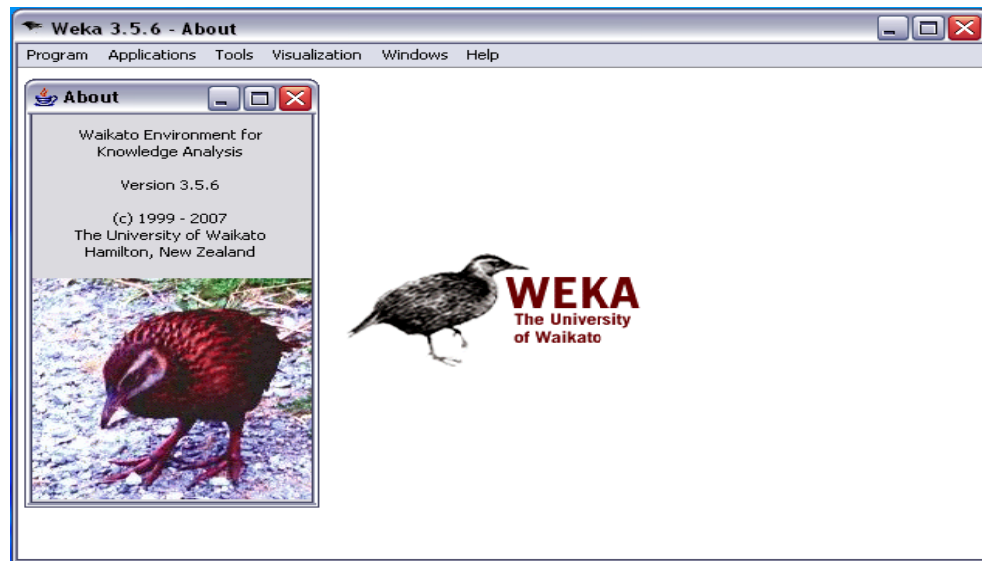 Weka 3.5.6 - About
Program Applications Tools Visualization Windows Help
About
Waikato Environment for
Knowledge Analysis
Version 3.5.6
(c) 1999 - 2007
The University of Waikato
Hamilton, New Zealand
WEKA
The University
of Waikato